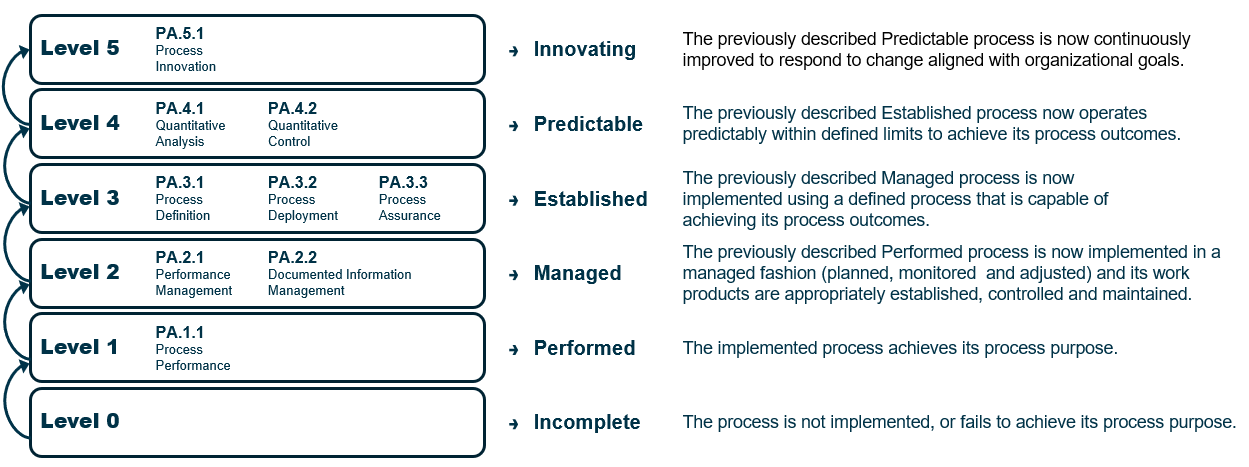 Level 5
PA.5.1
Process
Innovation
→ Innovating
The previously described Predictable process is now continuously
improved to respond to change aligned with organizational goals.
Level 4
PA.4.1
Quantitative
Analysis
PA.4.2
Quantitative
Control
→ Predictable
The previously described Established process now operates
predictably within defined limits to achieve its process outcomes.
Level 3
PA.3.1
Process
Definition
PA.3.2
Process
Deployment
PA.3.3
Process
Assurance
→ Established
The previously described Managed process is now
implemented using a defined process that is capable of
achieving its process outcomes.
Level 2
PA.2.1
Performance
Management
PA.2.2
Documented Information
Management
→ Managed
The previously described Performed process is now implemented in a
managed fashion (planned, monitored  and adjusted) and its work
products are appropriately established, controlled and maintained.
Level 1
PA.1.1
Process
Performance
→ Performed
The implemented process achieves its process purpose.
Level 0
→ Incomplete
The process is not implemented, or fails to achieve its process purpose.